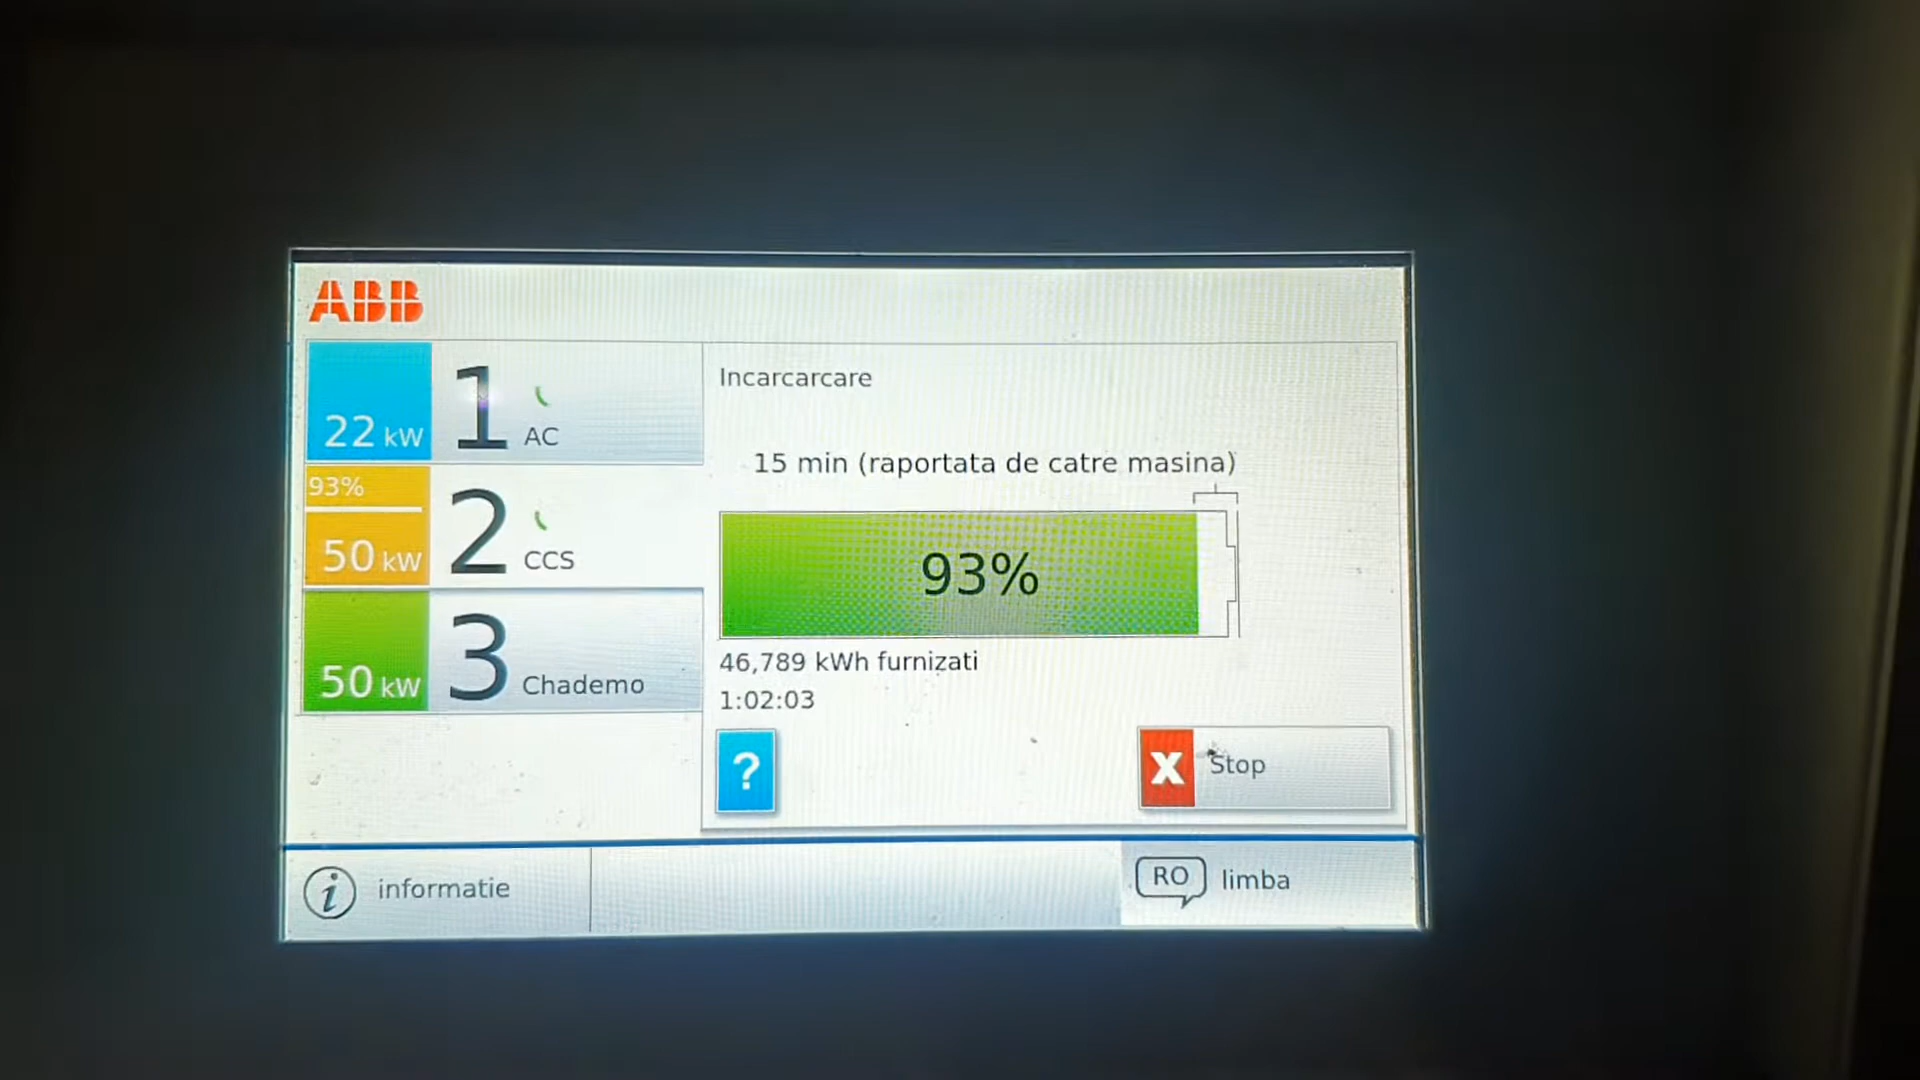 ABB
22 kW
1
AC
93%
50 kW
2
CCS
50 kW
3
Chademo
Incarcarcare
15 min (raportata de catre masina)
93%
46,789 kWh furnizati
1:02:03
?
X Stop
i informatie
RO limba